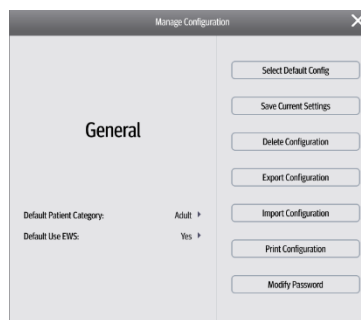 Manage Configuration
Select Default Config
Save Current Settings
General
Delete Configuration
Export Configuration
Default Patient Category: Adult
Import Configuration
Default Use EWS: Yes
Print Configuration
Modify Password